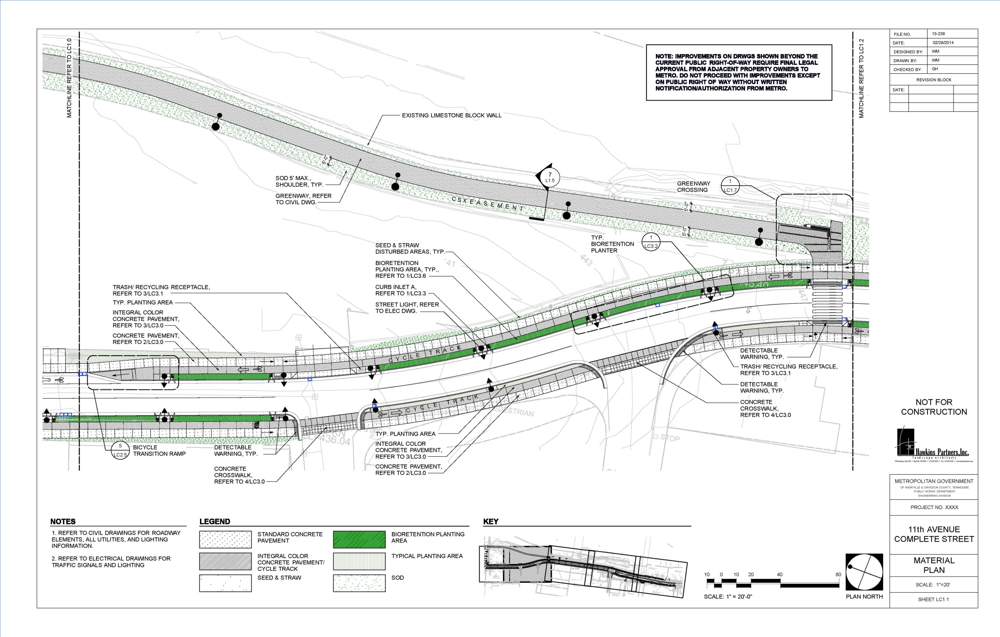 MATCHLINE REFER TO LC1.0
MATCHLINE REFER TO LC1.2
NOTE: IMPROVEMENTS ON DRWGS SHOWN BEYOND THE
CURRENT PUBLIC RIGHT-OF-WAY REQUIRE FINAL LEGAL
APPROVAL FROM ADJACENT PROPERTY OWNERS TO
METRO. DO NOT PROCEED WITH IMPROVEMENTS EXCEPT
ON PUBLIC RIGHT OF WAY WITHOUT WRITTEN
NOTIFICATION/AUTHORIZATION FROM METRO.
FILE NO. 13-236
DATE: 02/28/2014
DESIGNED BY: WM
DRAWN BY: WM
CHECKED BY: GH
REVISION BLOCK
DATE:
EXISTING LIMESTONE BLOCK WALL
5'-0"
SOD 5' MAX.,
SHOULDER, TYP.
GREENWAY, REFER
TO CIVIL DWG.
7
L1.5
CSX EASEMENT
GREENWAY
CROSSING
1
LC1.7
5'-0"
5'-0"
TYP.
BIORETENTION
PLANTER
1
LC3.2
SEED & STRAW
DISTURBED AREAS, TYP.
BIORETENTION
PLANTING AREA, TYP.,
REFER TO 1/LC3.6
CURB INLET A,
REFER TO 1/LC3.3
STREET LIGHT, REFER
TO ELEC DWG.
41
443
447
TRASH/ RECYCLING RECEPTACLE,
REFER TO 3/LC3.1
TYP. PLANTING AREA
INTEGRAL COLOR
CONCRETE PAVEMENT,
REFER TO 3/LC3.0
CONCRETE PAVEMENT,
REFER TO 2/LC3.0
CYCLE TRACK
CYCLE TRACK
EDESTRIAN
STOP
436.04
DETECTABLE
WARNING, TYP.
TRASH/ RECYCLING RECEPTACLE,
REFER TO 3/LC3.1
DETECTABLE
WARNING, TYP.
CONCRETE
CROSSWALK,
REFER TO 4/LC3.0
5
LC2.5
BICYCLE
TRANSITION RAMP
DETECTABLE
WARNING, TYP.
CONCRETE
CROSSWALK,
REFER TO 4/LC3.0
TYP. PLANTING AREA
INTEGRAL COLOR
CONCRETE PAVEMENT,
REFER TO 3/LC3.0
CONCRETE PAVEMENT,
REFER TO 2/LC3.0
NOT FOR
CONSTRUCTION
Hawkins Partners, Inc.
landscape architects
NOTES
1. REFER TO CIVIL DRAWINGS FOR ROADWAY
ELEMENTS, ALL UTILITIES, AND LIGHTING
INFORMATION.
2. REFER TO ELECTRICAL DRAWINGS FOR
TRAFFIC SIGNALS AND LIGHTING
LEGEND
STANDARD CONCRETE
PAVEMENT
INTEGRAL COLOR
CONCRETE PAVEMENT/
CYCLE TRACK
SEED & STRAW
BIORETENTION PLANTING
AREA
TYPICAL PLANTING AREA
SOD
KEY
10 0 10 20 40 80
SCALE: 1" = 20'-0"
PLAN NORTH
METROPOLITAN GOVERNMENT
OF NASHVILLE & DAVIDSON COUNTY, TENNESSEE
PUBLIC WORKS DEPARTMENT
ENGINEERING DIVISION
PROJECT NO. XXXX
11th AVENUE
COMPLETE STREET
MATERIAL
PLAN
SCALE: 1"=20'
SHEET LC1.1